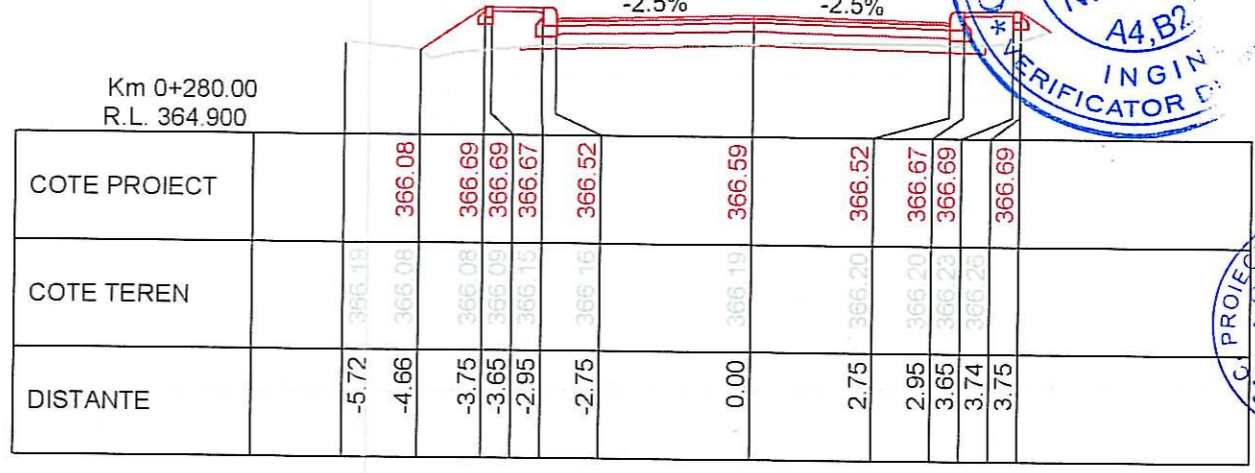 -2.5% -2.5%
A4,B2
INGIN
* VERIFICATOR D
Km 0+280.00
R.L. 364.900
COTE PROIECT 366.08 366.69 366.69 366.67 366.52 366.59 366.52 366.67 366.69 366.69
COTE TEREN 366.19 366.08 366.08 366.09 366.15 366.16 366.19 366.20 366.20 366.23 366.26
DISTANTE -5.72 -4.66 -3.75 -3.65 -2.95 -2.75 0.00 2.75 2.95 3.65 3.74 3.75